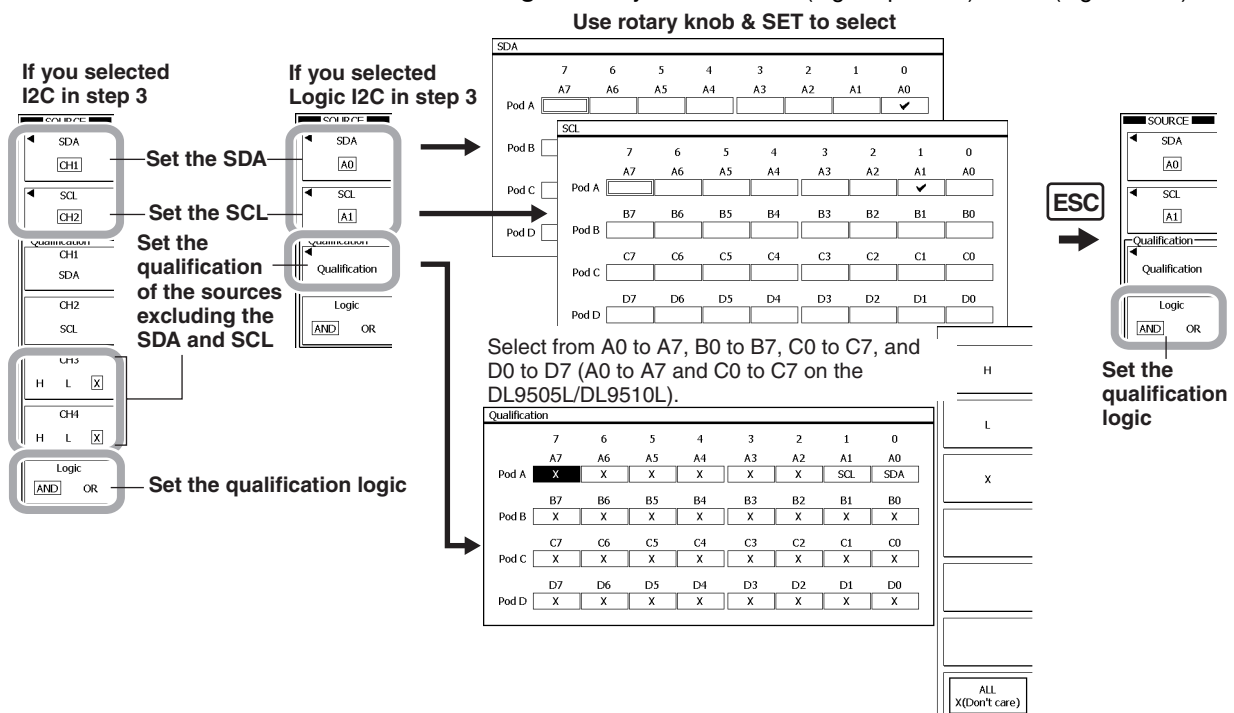 Use rotary knob & SET to select
If you selected
I2C in step 3
SOURCE
SDA
CH1
SCL
CH2
Qualification
CH1
SDA
CH2
SCL
CH3
H L X
CH4
H L X
Logic
AND OR
Set the SDA
Set the SCL
Set the
qualification
of the sources
excluding the
SDA and SCL
Set the qualification logic
If you selected
Logic I2C in step 3
SOURCE
SDA
A0
SCL
A1
Qualification
Qualification
Logic
AND OR
SDA
7 6 5 4 3 2 1 0
A7 A6 A5 A4 A3 A2 A1 A0
Pod A ✔
Pod B
Pod C
Pod D
SCL
7 6 5 4 3 2 1 0
A7 A6 A5 A4 A3 A2 A1 A0
Pod A ✔
B7 B6 B5 B4 B3 B2 B1 B0
Pod B
C7 C6 C5 C4 C3 C2 C1 C0
Pod C
D7 D6 D5 D4 D3 D2 D1 D0
Pod D
Select from A0 to A7, B0 to B7, C0 to C7, and
D0 to D7 (A0 to A7 and C0 to C7 on the
DL9505L/DL9510L).
Qualification
7 6 5 4 3 2 1 0
A7 A6 A5 A4 A3 A2 A1 A0
Pod A X X X X X X SCL SDA
B7 B6 B5 B4 B3 B2 B1 B0
Pod B X X X X X X X X
C7 C6 C5 C4 C3 C2 C1 C0
Pod C X X X X X X X X
D7 D6 D5 D4 D3 D2 D1 D0
Pod D X X X X X X X X
H
L
X
ALL
X(Don't care)
ESC
SOURCE
SDA
A0
SCL
A1
Qualification
Qualification
Logic
AND OR
Set the
qualification
logic